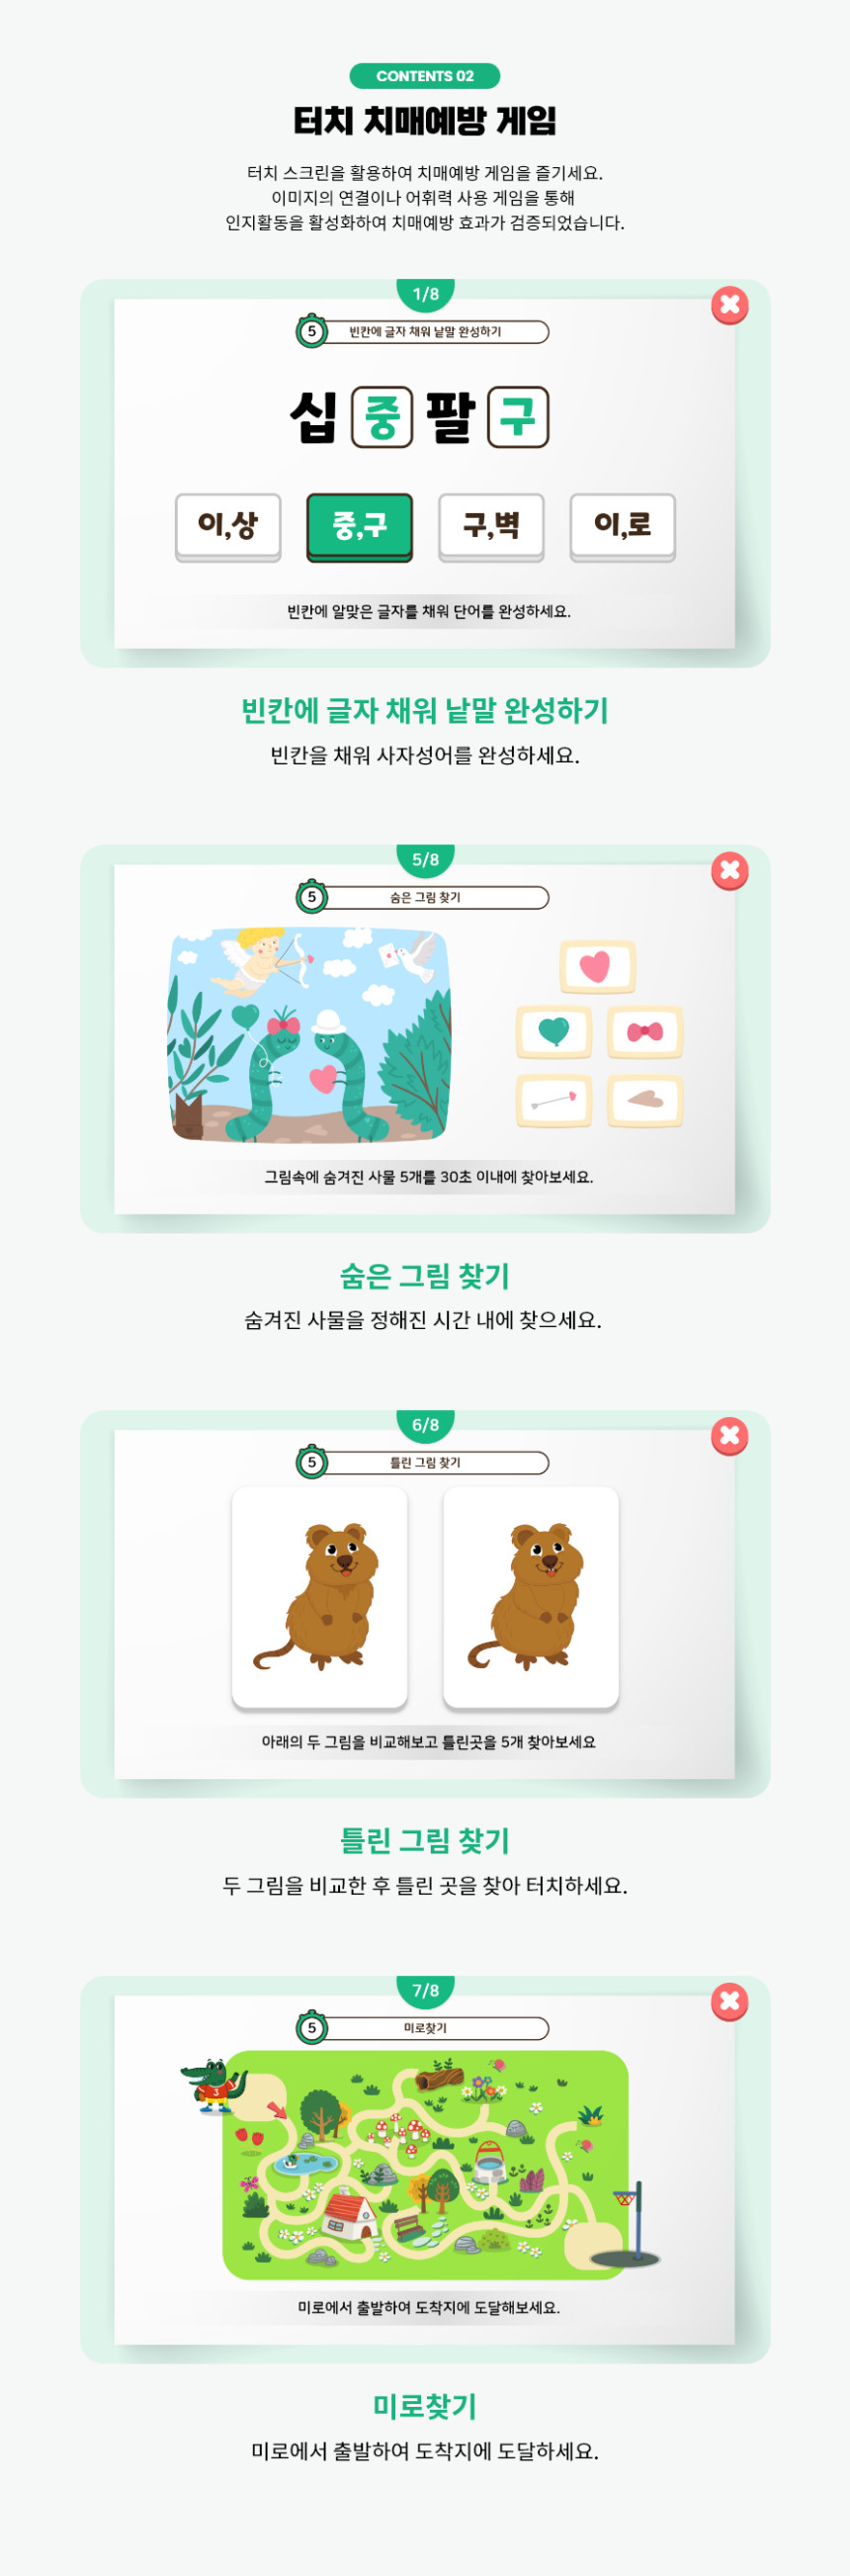 CONTENTS 02
터치 치매예방 게임
터치 스크린을 활용하여 치매예방 게임을 즐기세요.
이미지의 연결이나 어휘력 사용 게임을 통해
인지활동을 활성화하여 치매예방 효과가 검증되었습니다.
1/8
5 빈칸에 글자 채워 낱말 완성하기
십 중 팔 구
이,상 중,구 구,벽 이,로
빈칸에 알맞은 글자를 채워 단어를 완성하세요.
빈칸에 글자 채워 낱말 완성하기
빈칸을 채워 사자성어를 완성하세요.
5/8
5 숨은 그림 찾기
그림속에 숨겨진 사물 5개를 30초 이내에 찾아보세요.
숨은 그림 찾기
숨겨진 사물을 정해진 시간 내에 찾으세요.
6/8
5 틀린 그림 찾기
아래의 두 그림을 비교해보고 틀린곳을 5개 찾아보세요
틀린 그림 찾기
두 그림을 비교한 후 틀린 곳을 찾아 터치하세요.
7/8
5 미로찾기
3
미로에서 출발하여 도착지에 도달해보세요.
미로찾기
미로에서 출발하여 도착지에 도달하세요.